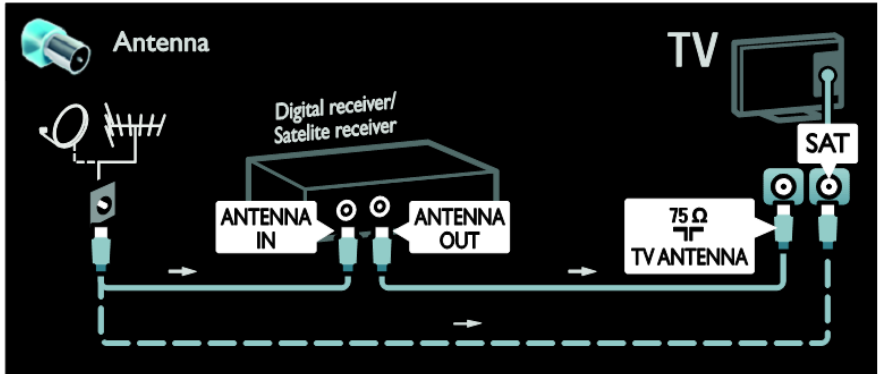 Antenna
TV
Digital receiver/
Satelite receiver
SAT
ANTENNA
IN
ANTENNA
OUT
75 Ω
TV ANTENNA